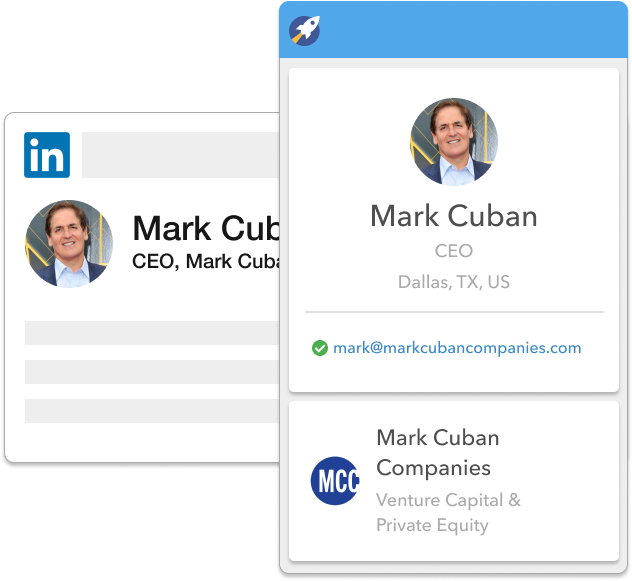 in
Mark Cub
CEO, Mark Cuba
Mark Cuban
CEO
Dallas, TX, US
mark@markcubancompanies.com
MCC
Mark Cuban
Companies
Venture Capital &
Private Equity